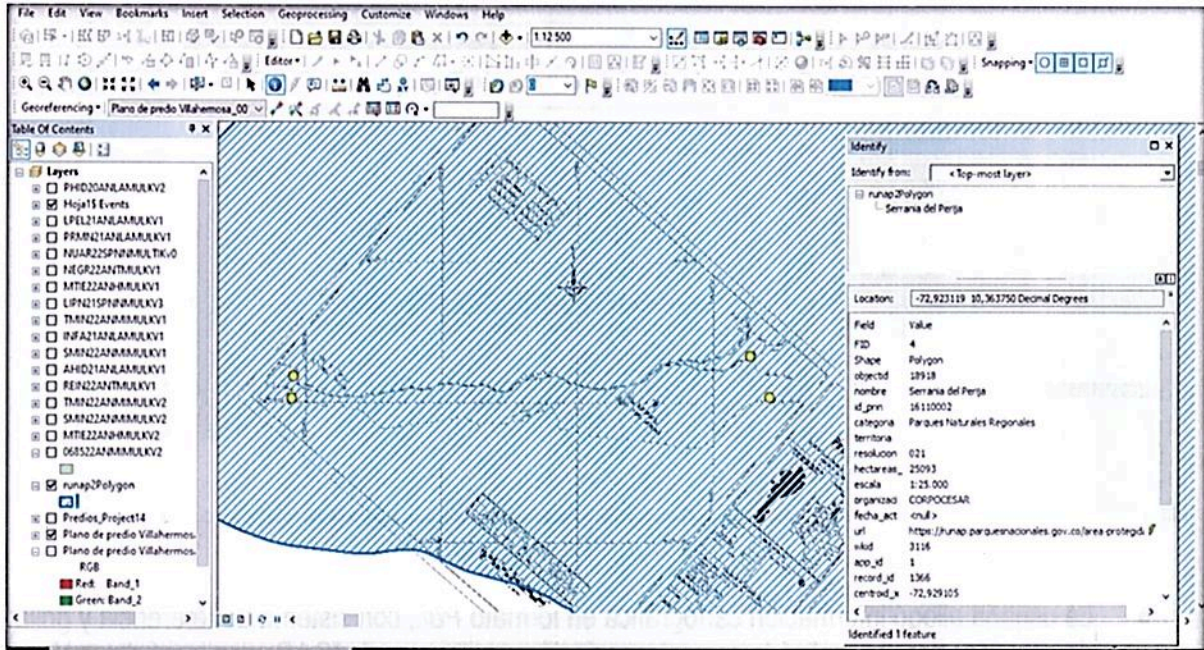 File Edit View Bookmarks Insert Selection Geoprocessing Customize Windows Help
1:12 500
Editor
Snapping
Georeferencing Plano de predio Villahemosa_00
Table Of Contents
Layers
PHID20ANLAMULKV2
Hoja1$ Events
LPEL21ANLAMULKV1
PRMN21ANLAMULKV1
NUAR22SPNNMULTIKv0
NEGR22ANTMULKV1
MTIE22ANHMULKV1
LIPN21SPNNMULKV3
TMIN22ANMIMULKV1
INFA21ANLAMULKV1
SMIN22ANMIMULKV1
AHID21ANLAMULKV1
REIN22ANTMULKV1
TMIN22ANMIMULKV2
SMIN22ANMIMULKV2
MTIE22ANHMULKV2
068522ANMIMULKV2
runap2Polygon
Predios_Project14
Plano de predio Villahermos.
Plano de predio Villahermos.
RGB
Red: Band_1
Green: Band_2
Identify
Identify from: <Top-most layer>
runap2Polygon
Serrania del Perija
Location: -72,923119 10,363750 Decimal Degrees
Field Value
FID 4
Shape Polygon
objectid 18918
nombre Serrania del Perija
id_pnn 16110002
categoria Parques Naturales Regionales
territoria
resolucion 021
hectareas_ 25093
escala 1:25.000
organizad CORPOCESAR
fecha_act <null>
url https://runap.parquesnacionales.gov.co/area-protegid
wkid 3116
app_id 1
record_id 1366
centroid_x -72,929105
Identified 1 feature